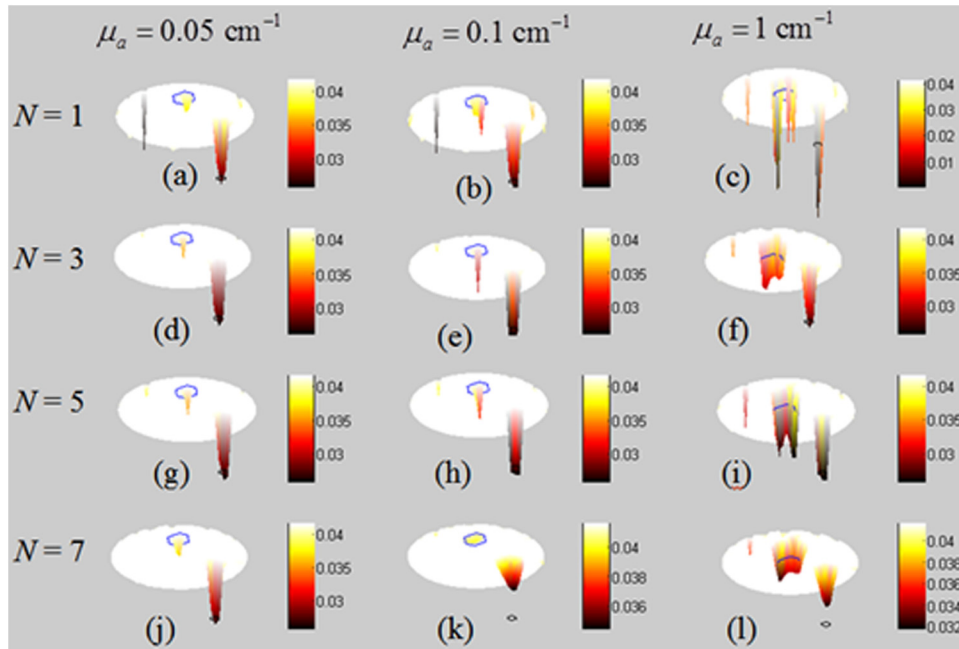 μₐ = 0.05 cm⁻¹ μₐ = 0.1 cm⁻¹ μₐ = 1 cm⁻¹
N = 1
0.04 0.035 0.03
0.04 0.035 0.03
0.04 0.03 0.02 0.01
(a) (b) (c)
N = 3
0.04 0.035 0.03
0.04 0.035 0.03
0.04 0.035 0.03
(d) (e) (f)
N = 5
0.04 0.035 0.03
0.04 0.035 0.03
0.04 0.035 0.03
(g) (h) (i)
N = 7
0.04 0.035 0.03
0.04 0.038 0.036
0.04 0.038 0.036 0.034 0.032
(j) (k) (l)